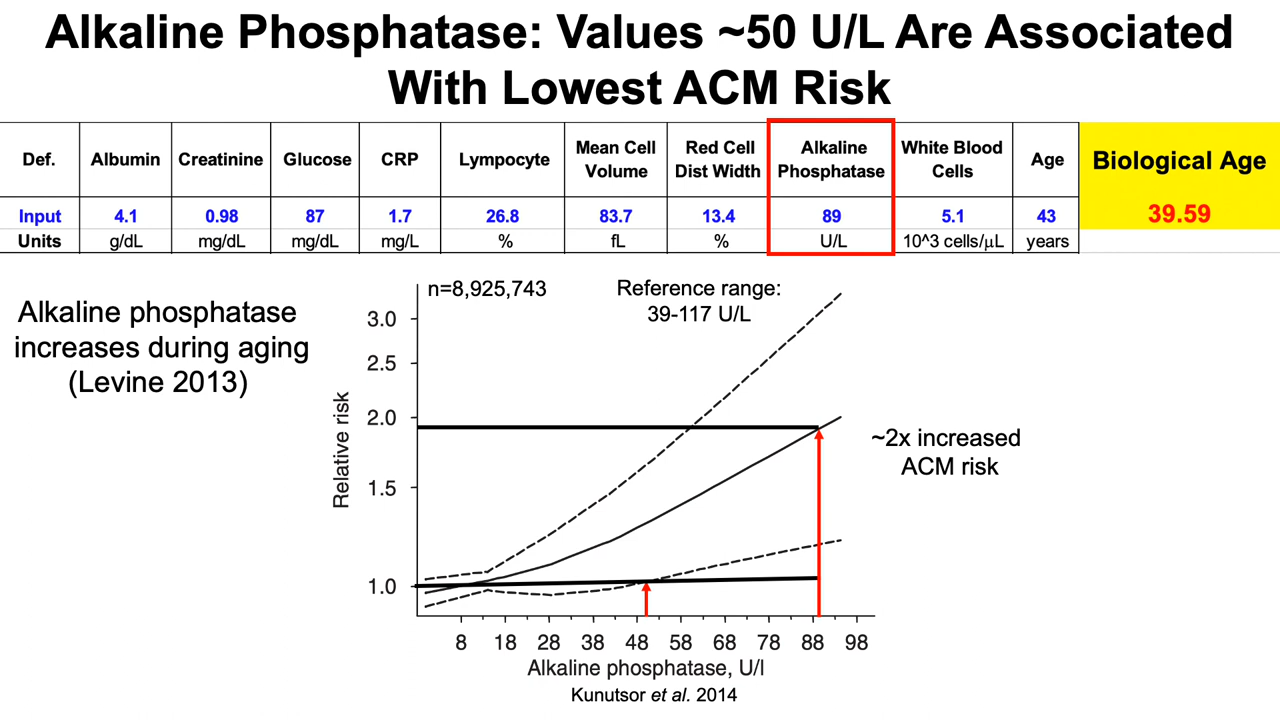 Alkaline Phosphatase: Values ~50 U/L Are Associated
With Lowest ACM Risk
Def. Albumin Creatinine Glucose CRP Lympocyte Mean Cell Volume Red Cell Dist Width Alkaline Phosphatase White Blood Cells Age Biological Age
Input 4.1 0.98 87 1.7 26.8 83.7 13.4 89 5.1 43 39.59
Units g/dL mg/dL mg/dL mg/L % fL % U/L 10^3 cells/µL years
Alkaline phosphatase
increases during aging
(Levine 2013)
n=8,925,743
Reference range:
39-117 U/L
Relative risk
3.0
2.5
2.0
1.5
1.0
~2x increased
ACM risk
8 18 28 38 48 58 68 78 88 98
Alkaline phosphatase, U/l
Kunutsor et al. 2014